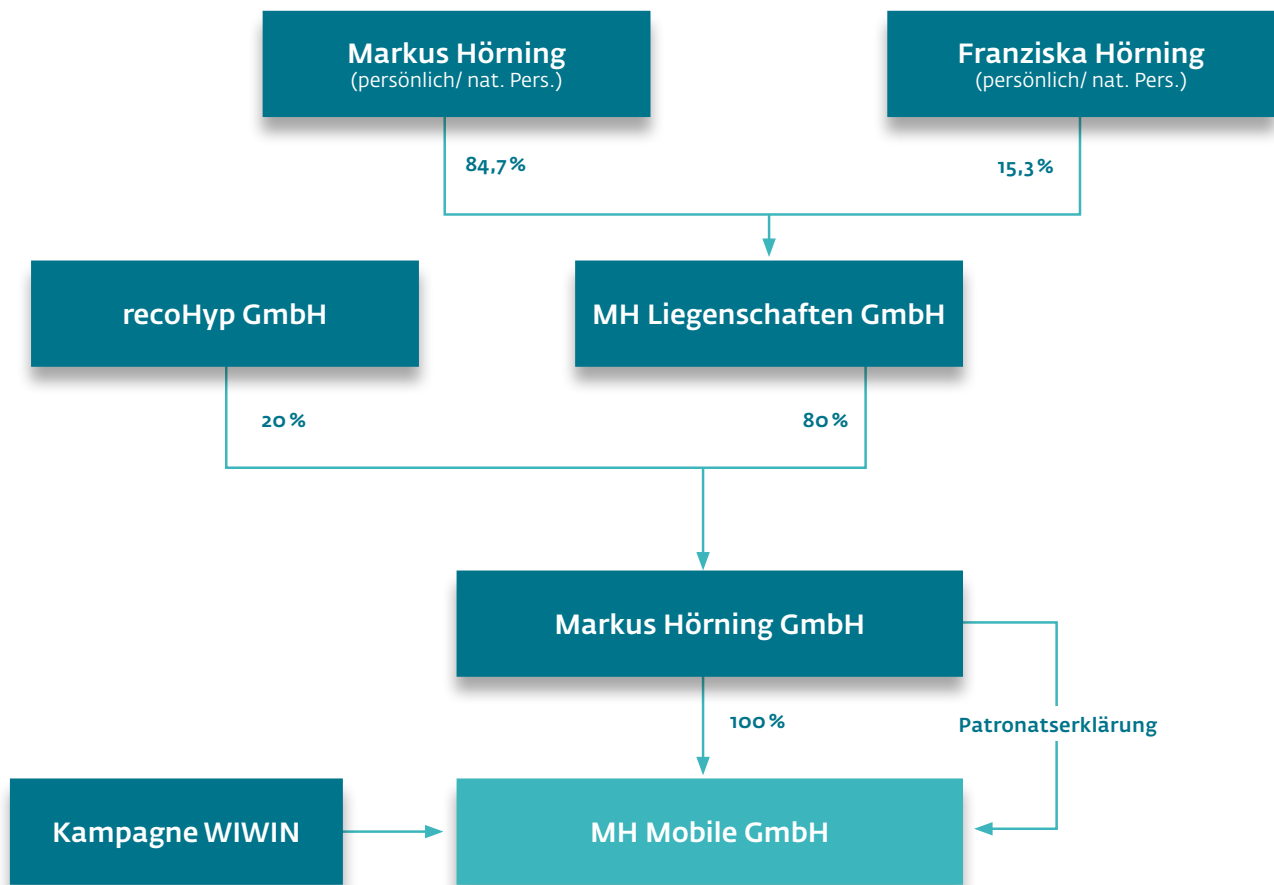 Markus Hörning
(persönlich/ nat. Pers.)
Franziska Hörning
(persönlich/ nat. Pers.)
84,7 %
15,3 %
recoHyp GmbH
MH Liegenschaften GmbH
20 %
80 %
Markus Hörning GmbH
100 %
Patronatserklärung
Kampagne WIWIN
MH Mobile GmbH